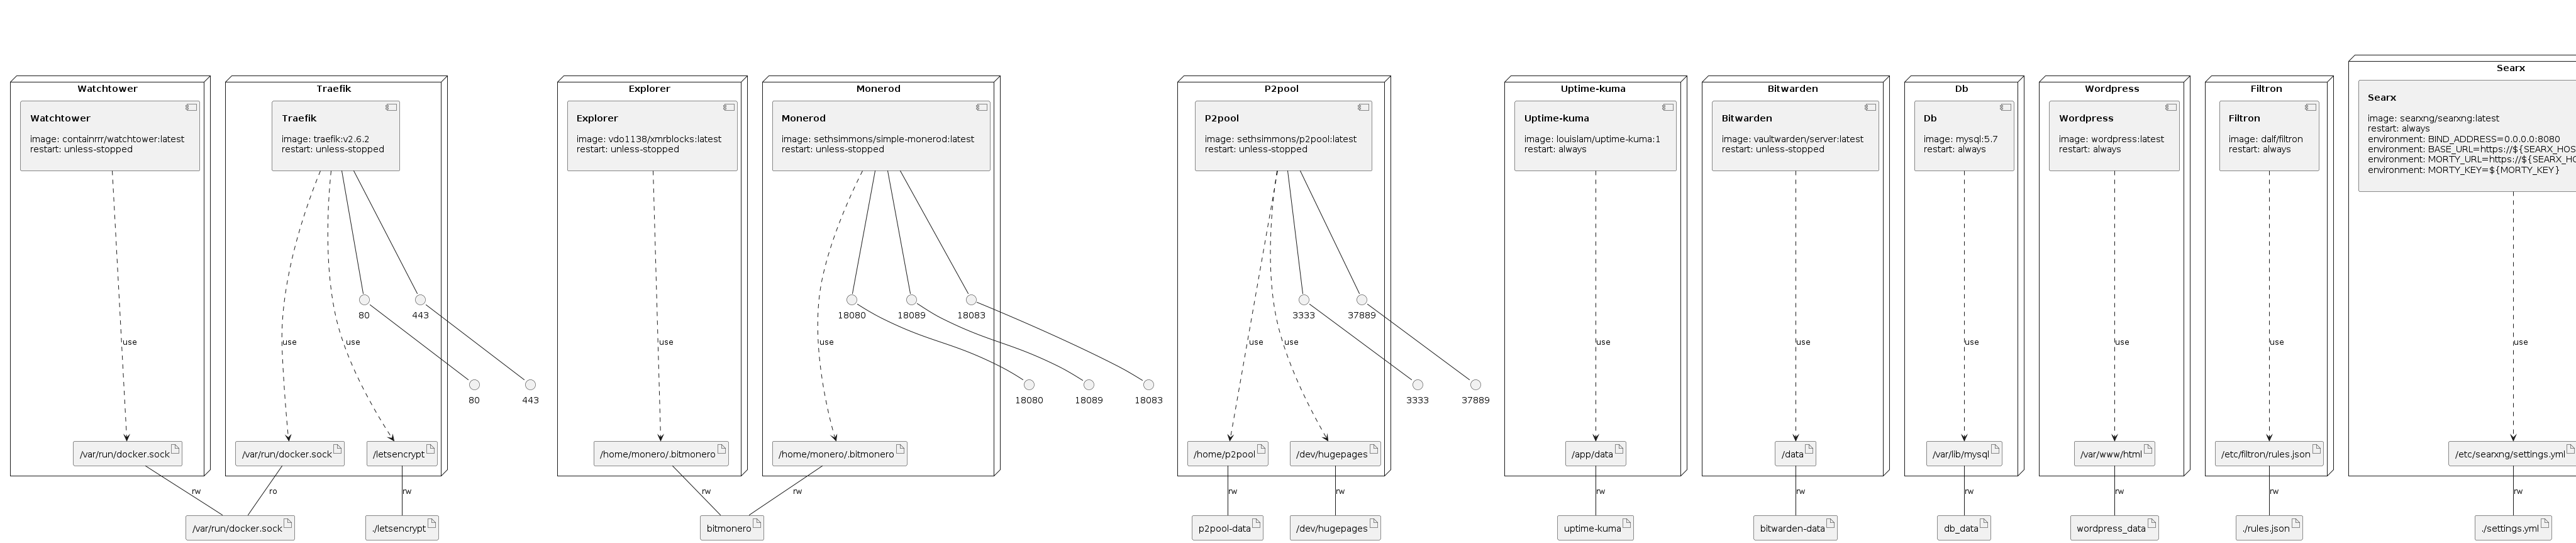 Watchtower
Watchtower
image: containrrr/watchtower:latest
restart: unless-stopped
use
/var/run/docker.sock
rw
Traefik
Traefik
image: traefik:v2.6.2
restart: unless-stopped
80
443
use
use
80
443
/var/run/docker.sock
/letsencrypt
ro
rw
/var/run/docker.sock
./letsencrypt
Explorer
Explorer
image: vdo1138/xmrblocks:latest
restart: unless-stopped
use
/home/monero/.bitmonero
rw
Monerod
Monerod
image: sethsimmons/simple-monerod:latest
restart: unless-stopped
18080
18089
18083
use
18080
18089
18083
/home/monero/.bitmonero
rw
bitmonero
P2pool
P2pool
image: sethsimmons/p2pool:latest
restart: unless-stopped
3333
37889
use
use
3333
37889
/home/p2pool
/dev/hugepages
rw
rw
p2pool-data
/dev/hugepages
Uptime-kuma
Uptime-kuma
image: louislam/uptime-kuma:1
restart: always
use
/app/data
rw
uptime-kuma
Bitwarden
Bitwarden
image: vaultwarden/server:latest
restart: unless-stopped
use
/data
rw
bitwarden-data
Db
Db
image: mysql:5.7
restart: always
use
/var/lib/mysql
rw
db_data
Wordpress
Wordpress
image: wordpress:latest
restart: always
use
/var/www/html
rw
wordpress_data
Filtron
Filtron
image: dalf/filtron
restart: always
use
/etc/filtron/rules.json
rw
./rules.json
Searx
Searx
image: searxng/searxng:latest
restart: always
environment: BIND_ADDRESS=0.0.0.0:8080
environment: BASE_URL=https://${SEARX_HOS
environment: MORTY_URL=https://${SEARX_HO
environment: MORTY_KEY=${MORTY_KEY}
use
/etc/searxng/settings.yml
rw
./settings.yml